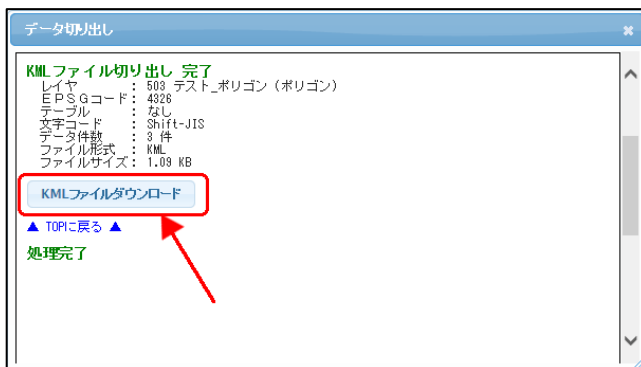 データ切り出し
KMLファイル切り出し 完了
レイヤ : 503 テスト_ポリゴン (ポリゴン)
EPSGコード: 4326
テーブル : なし
文字コード : Shift-JIS
データ件数 : 3 件
ファイル形式 : KML
ファイルサイズ: 1.09 KB
KMLファイルダウンロード
▲ TOPに戻る ▲
処理完了